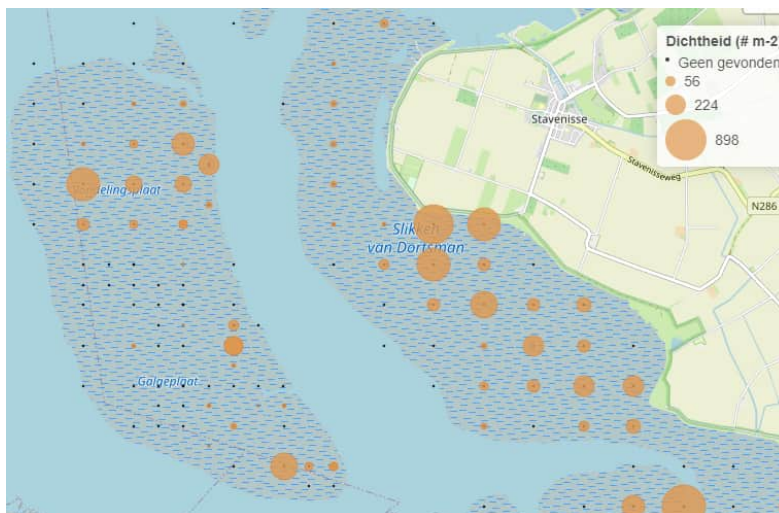 Dichtheid (# m-2
Geen gevonden
56
224
898
Stavenisse
Stavenisseweg
N286
Slikken
van Dortsman
Galgeplaat